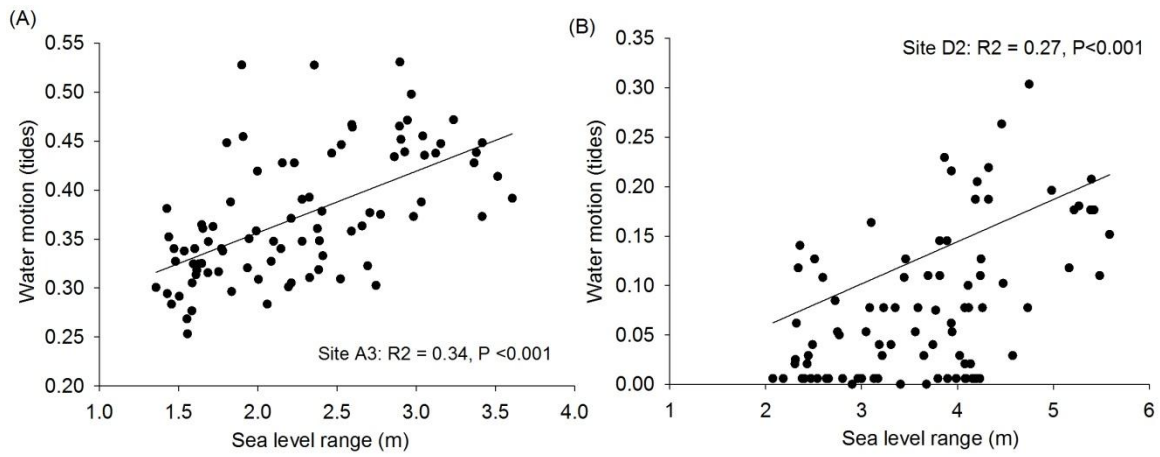 (A)
0.55
0.50
0.45
0.40
0.35
0.30
0.25
0.20
Water motion (tides)
Site A3: R2 = 0.34, P <0.001
1.0 1.5 2.0 2.5 3.0 3.5 4.0
Sea level range (m)
(B)
0.35
0.30
0.25
0.20
0.15
0.10
0.05
0.00
Water motion (tides)
Site D2: R2 = 0.27, P<0.001
1 2 3 4 5 6
Sea level range (m)